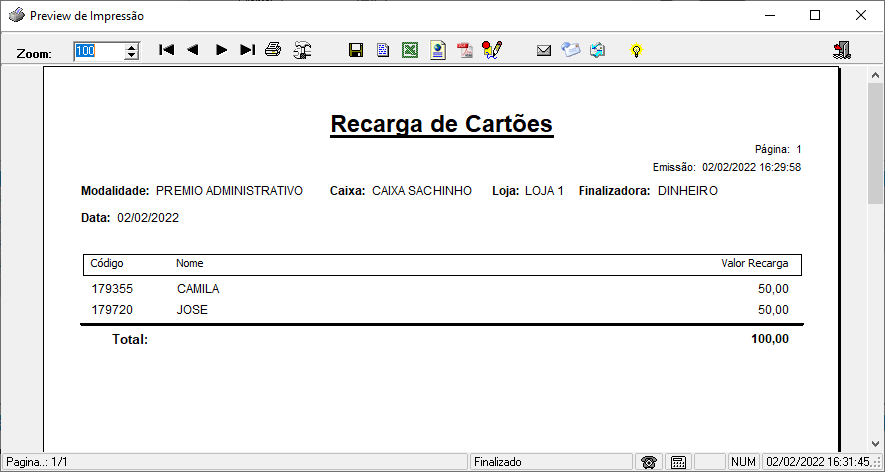 Preview de Impressão
Zoom: 100
Recarga de Cartões
Página: 1
Emissão: 02/02/2022 16:29:58
Modalidade: PREMIO ADMINISTRATIVO Caixa: CAIXA SACHINHO Loja: LOJA 1 Finalizadora: DINHEIRO
Data: 02/02/2022
Código Nome Valor Recarga
179355 CAMILA 50,00
179720 JOSE 50,00
Total: 100,00
Pagina..: 1/1 Finalizado NUM 02/02/2022 16:31:45